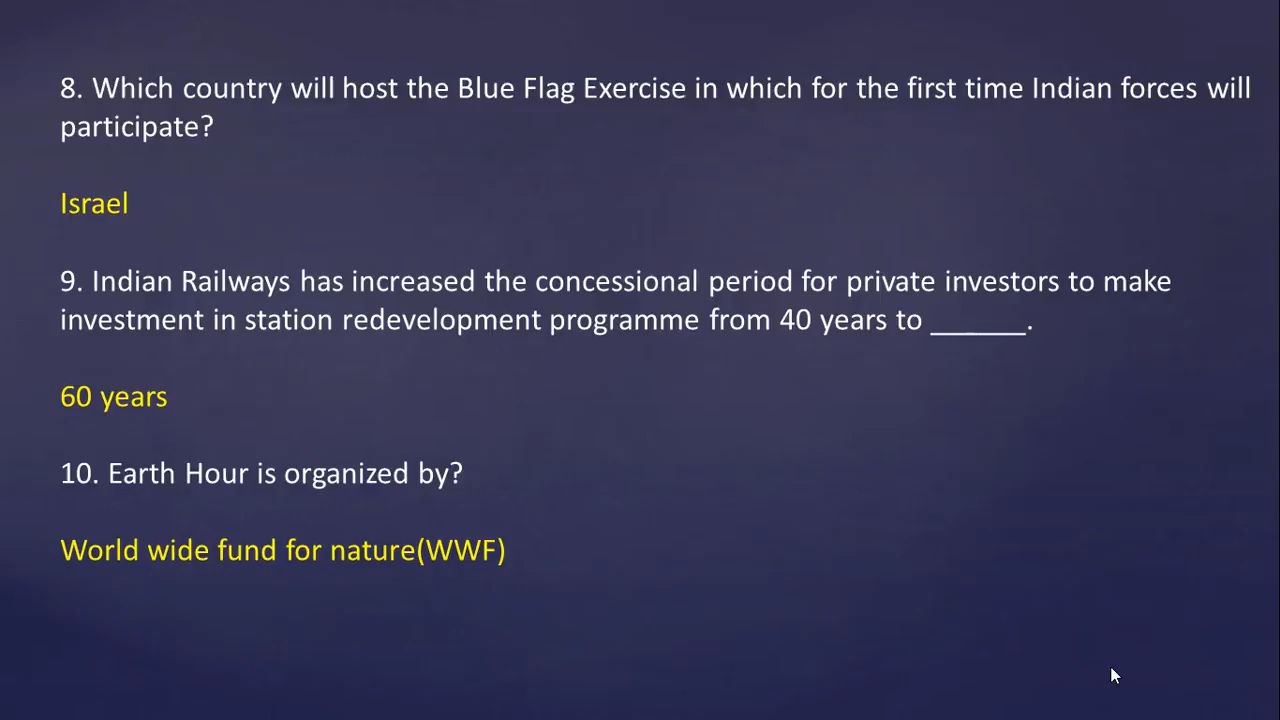 8. Which country will host the Blue Flag Exercise in which for the first time Indian forces will
participate?
Israel
9. Indian Railways has increased the concessional period for private investors to make
investment in station redevelopment programme from 40 years to ______.
60 years
10. Earth Hour is organized by?
World wide fund for nature(WWF)